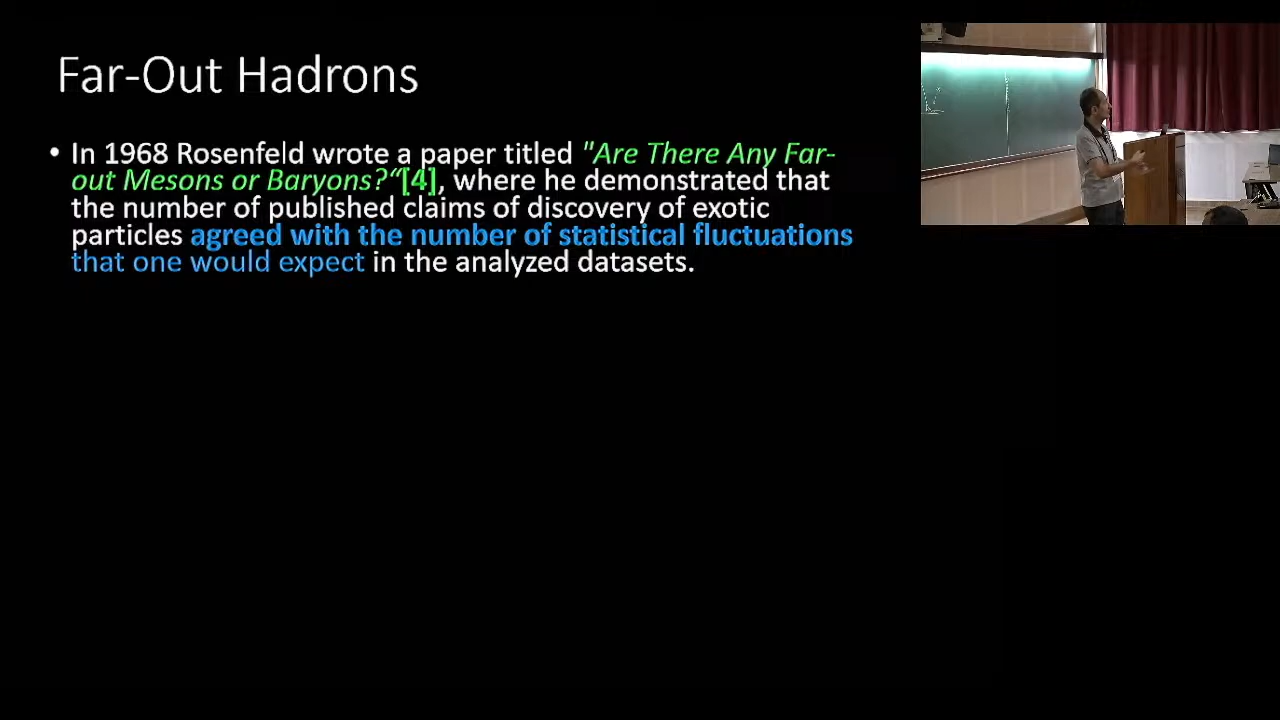 Far-Out Hadrons
• In 1968 Rosenfeld wrote a paper titled "Are There Any Far-
out Mesons or Baryons?“[4], where he demonstrated that
the number of published claims of discovery of exotic
particles agreed with the number of statistical fluctuations
that one would expect in the analyzed datasets.